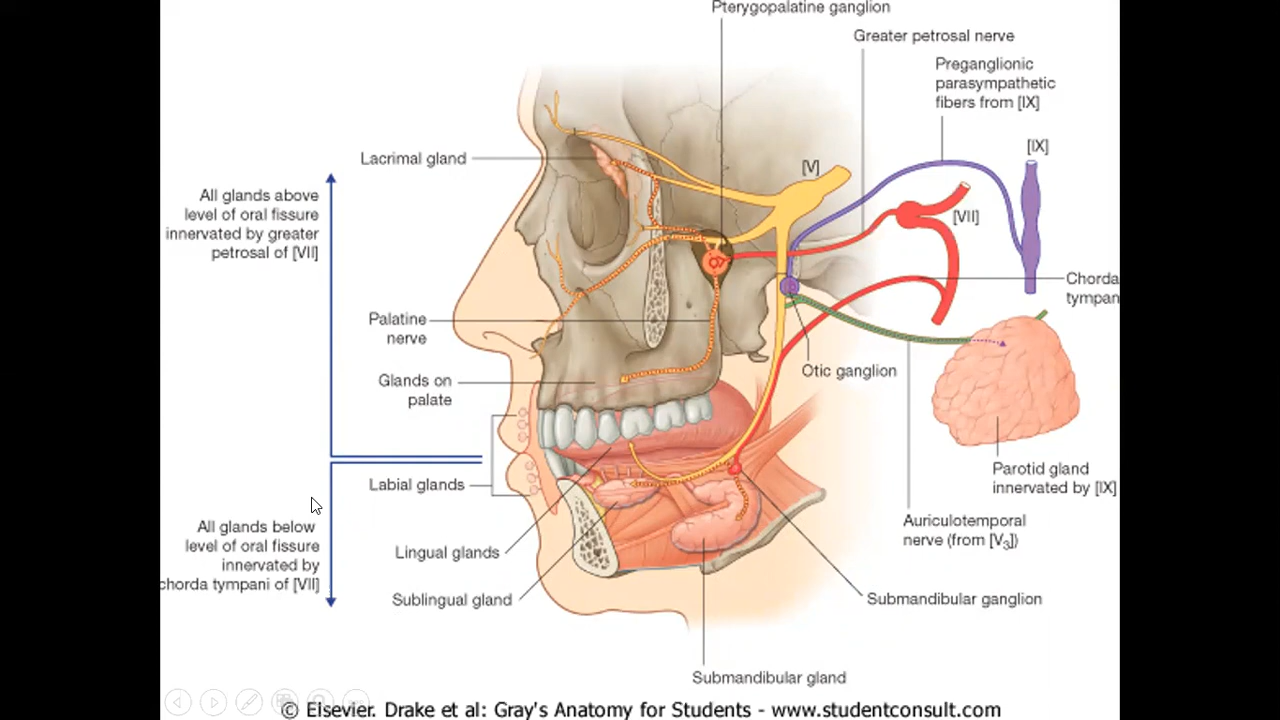 Pterygopalatine ganglion
Greater petrosal nerve
Preganglionic
parasympathetic
fibers from [IX]
[IX]
[V]
[VII]
Lacrimal gland
All glands above
level of oral fissure
innervated by greater
petrosal of [VII]
Chorda
tympan
Palatine
nerve
Otic ganglion
Glands on
palate
Parotid gland
innervated by [IX]
Labial glands
Auriculotemporal
nerve (from [V₃])
All glands below
level of oral fissure
innervated by
chorda tympani of [VII]
Lingual glands
Sublingual gland
Submandibular ganglion
Submandibular gland
© Elsevier. Drake et al: Gray's Anatomy for Students - www.studentconsult.com